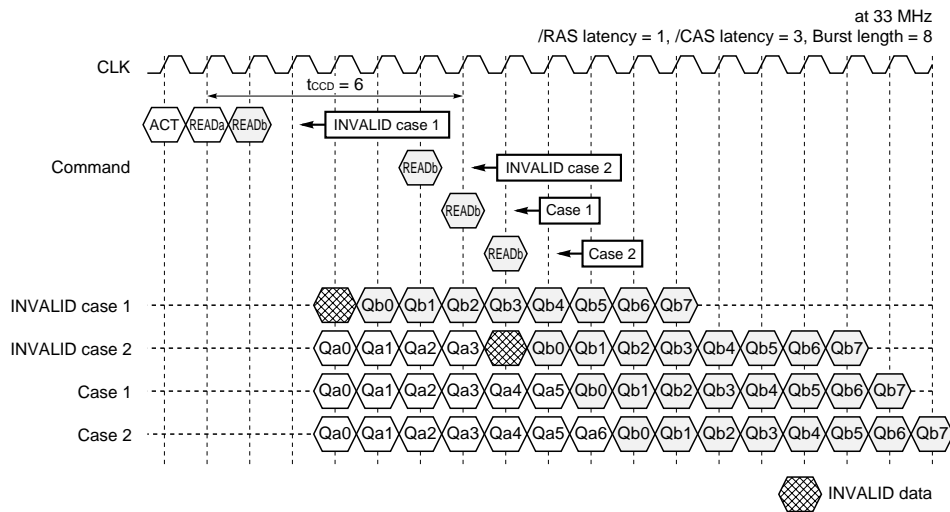 at 33 MHz
/RAS latency = 1, /CAS latency = 3, Burst length = 8
CLK
tCCD = 6
ACT READa READb INVALID case 1
Command READb INVALID case 2
READb Case 1
READb Case 2
INVALID case 1 Qb0 Qb1 Qb2 Qb3 Qb4 Qb5 Qb6 Qb7
INVALID case 2 Qa0 Qa1 Qa2 Qa3 Qb0 Qb1 Qb2 Qb3 Qb4 Qb5 Qb6 Qb7
Case 1 Qa0 Qa1 Qa2 Qa3 Qa4 Qa5 Qb0 Qb1 Qb2 Qb3 Qb4 Qb5 Qb6 Qb7
Case 2 Qa0 Qa1 Qa2 Qa3 Qa4 Qa5 Qa6 Qb0 Qb1 Qb2 Qb3 Qb4 Qb5 Qb6 Qb7
INVALID data